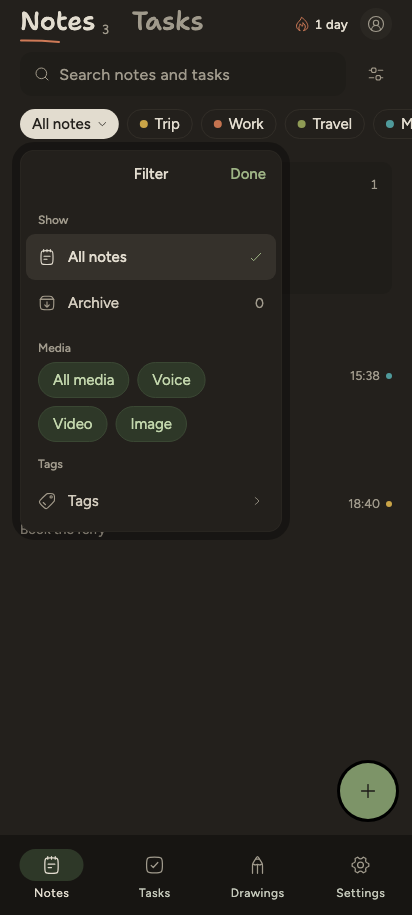 Notes 3 Tasks 1 day
Search notes and tasks
All notes Trip Work Travel M
Filter Done
1
Show
All notes
Archive 0
Media
All media Voice
15:38
Video Image
Tags
Tags
18:40
Book the ferry
+
Notes Tasks Drawings Settings